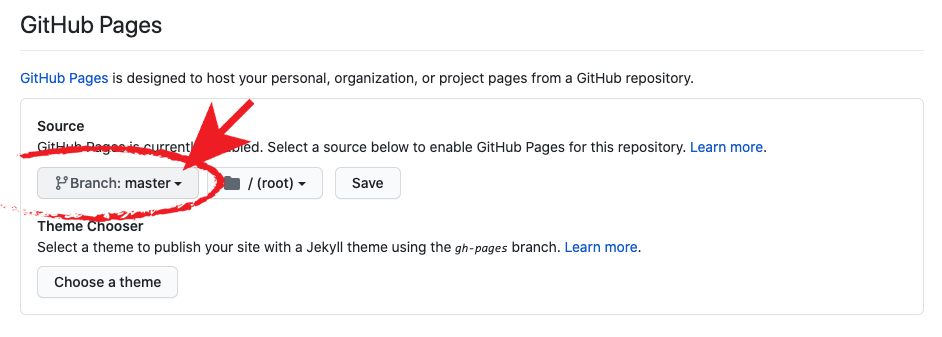 GitHub Pages
GitHub Pages is designed to host your personal, organization, or project pages from a GitHub repository.
Source
GitHub Pages is currently bled. Select a source below to enable GitHub Pages for this repository. Learn more.
Branch: master
/ (root)
Save
Theme Chooser
Select a theme to publish your site with a Jekyll theme using the gh-pages branch. Learn more.
Choose a theme